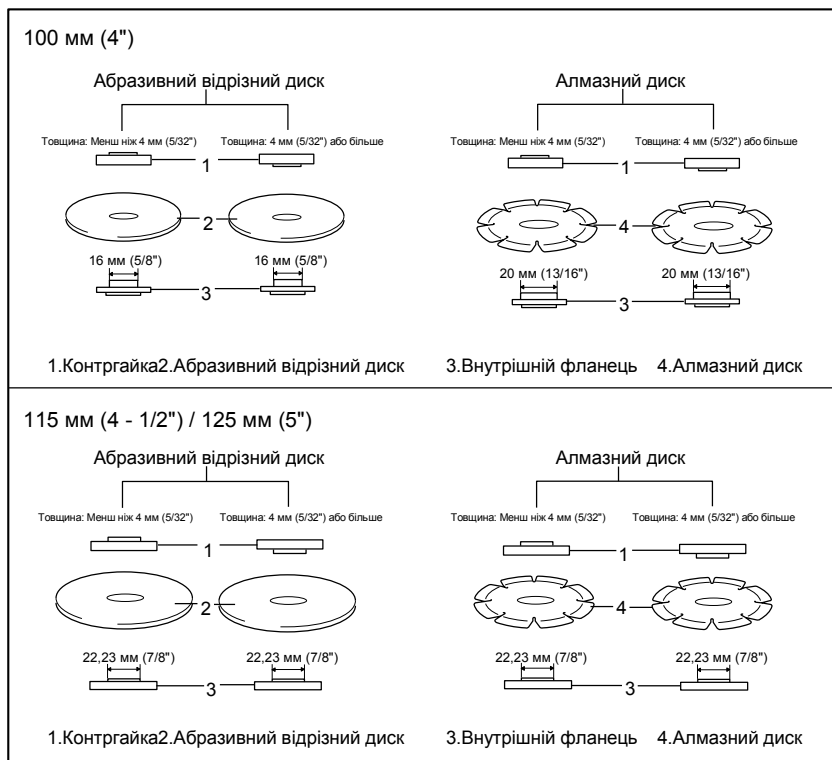 100 мм (4")
Абразивний відрізний диск
Алмазний диск
Товщина: Менш ніж 4 мм (5/32")
Товщина: 4 мм (5/32") або більше
Товщина: Менш ніж 4 мм (5/32")
Товщина: 4 мм (5/32") або більше
1
1
2
4
16 мм (5/8")
16 мм (5/8")
20 мм (13/16")
20 мм (13/16")
3
3
1.Контргайка2.Абразивний відрізний диск
3.Внутрішній фланець 4.Алмазний диск
115 мм (4 - 1/2") / 125 мм (5")
Абразивний відрізний диск
Алмазний диск
Товщина: Менш ніж 4 мм (5/32")
Товщина: 4 мм (5/32") або більше
Товщина: Менш ніж 4 мм (5/32")
Товщина: 4 мм (5/32") або більше
1
1
2
4
22,23 мм (7/8")
22,23 мм (7/8")
22,23 мм (7/8")
22,23 мм (7/8")
3
3
1.Контргайка2.Абразивний відрізний диск
3.Внутрішній фланець 4.Алмазний диск